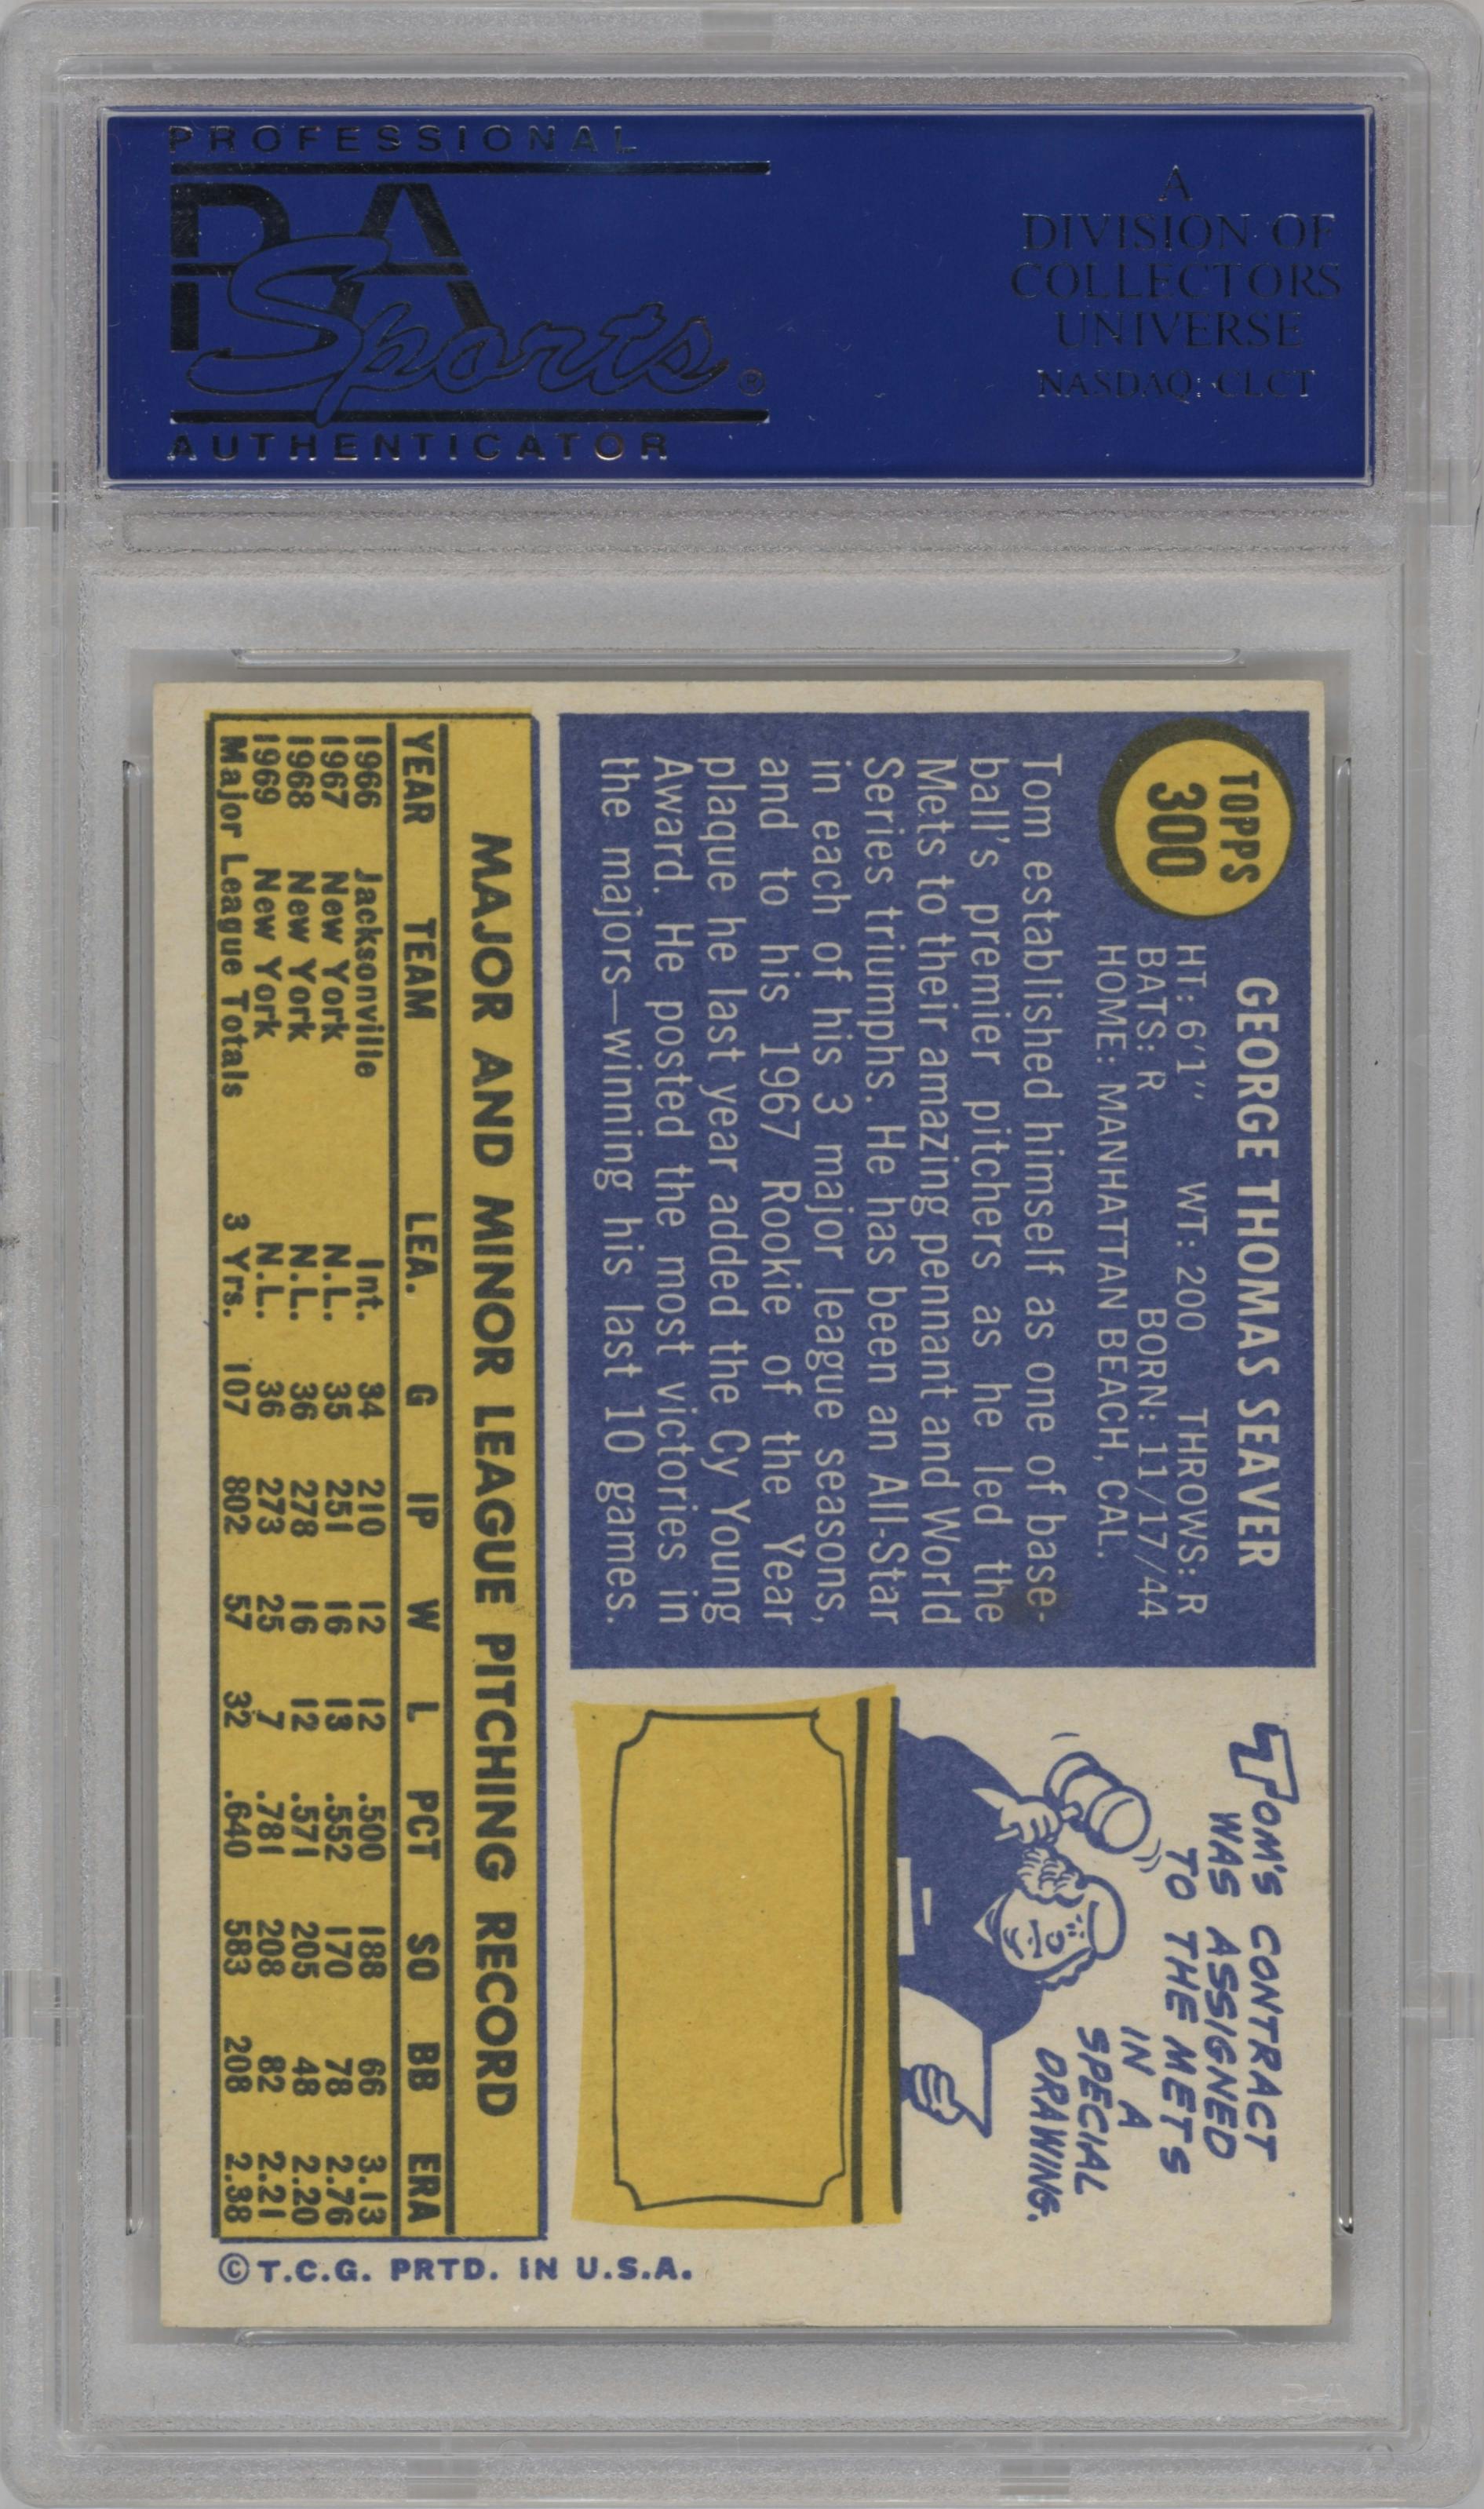 PROFESSIONAL
PSA
Sports®
AUTHENTICATOR
A
DIVISION OF
COLLECTORS
UNIVERSE
NASDAQ: CLCT
TOPPS
300
GEORGE THOMAS SEAVER
HT: 6'1" WT: 200 THROWS: R
BATS: R BORN: 11/17/44
HOME: MANHATTAN BEACH, CAL.
Tom established himself as one of base-
ball's premier pitchers as he led the
Mets to their amazing pennant and World
Series triumphs. He has been an All-Star
in each of his 3 major league seasons,
and to his 1967 Rookie of the Year
plaque he last year added the Cy Young
Award. He posted the most victories in
the majors—winning his last 10 games.
TOM'S CONTRACT
WAS ASSIGNED
TO THE METS
IN A
SPECIAL
DRAWING.
MAJOR AND MINOR LEAGUE PITCHING RECORD
YEAR TEAM LEA. G IP W L PCT SO BB ERA
1966 Jacksonville Int. 34 210 12 12 .500 188 66 3.13
1967 New York N.L. 35 251 16 13 .552 170 78 2.76
1968 New York N.L. 36 278 16 12 .571 205 48 2.20
1969 New York N.L. 36 273 25 7 .781 208 82 2.21
Major League Totals 3 Yrs. 107 802 57 32 .640 583 208 2.38
©T.C.G. PRTD. IN U.S.A.
PSA